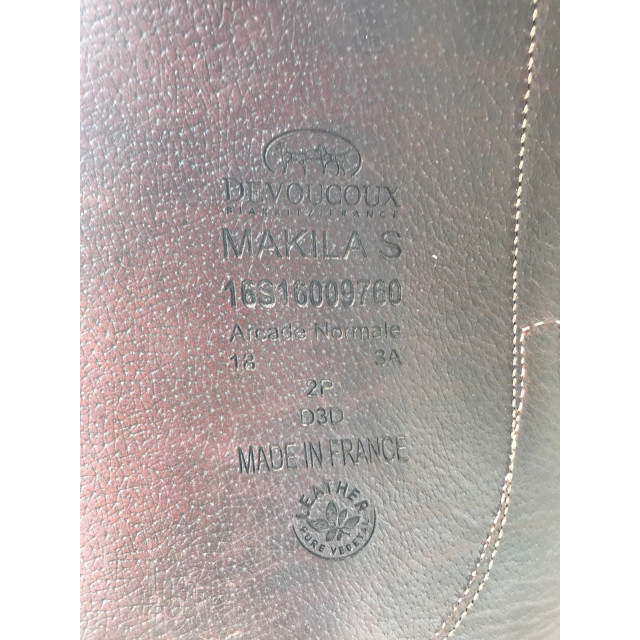 DEVOUCOUX
BIARRITZ FRANCE
MAKILA S
16S16009760
Arcade Normale
18 3A
2P
D3D
MADE IN FRANCE
LEATHER
PURE VEGETAL